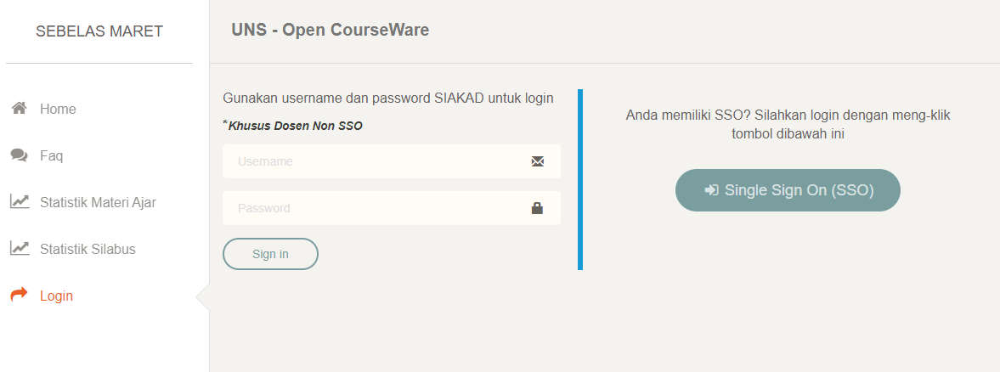 SEBELAS MARET
Home
Faq
Statistik Materi Ajar
Statistik Silabus
Login
UNS - Open CourseWare
Gunakan username dan password SIAKAD untuk login
*Khusus Dosen Non SSO
Username
Password
Sign in
Anda memiliki SSO? Silahkan login dengan meng-klik
tombol dibawah ini
Single Sign On (SSO)